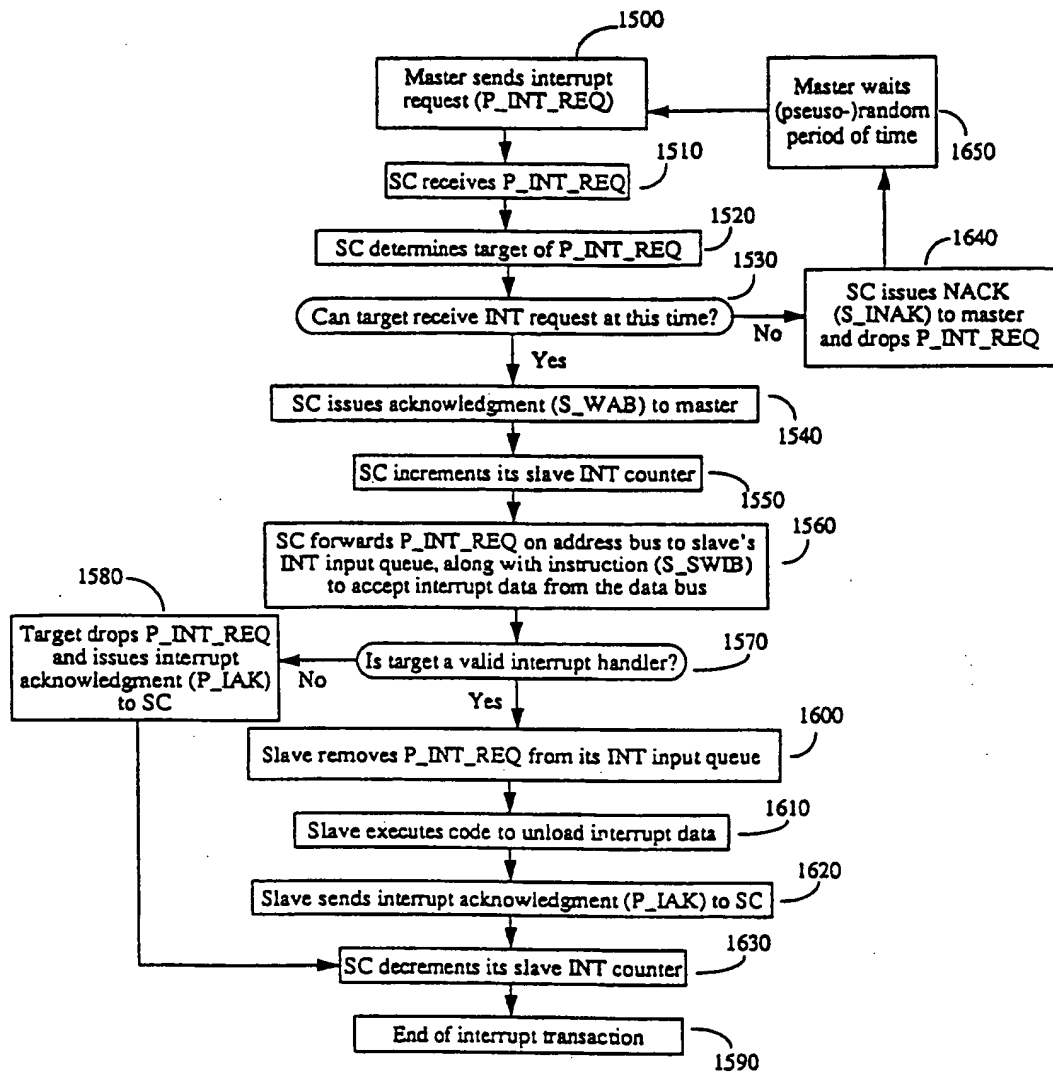 1500
Master sends interrupt
request (P_INT_REQ)
Master waits
(pseuso-)random
period of time
1650
1510
SC receives P_INT_REQ
1520
SC determines target of P_INT_REQ
1530
Can target receive INT request at this time?
No
Yes
1640
SC issues NACK
(S_INAK) to master
and drops P_INT_REQ
SC issues acknowledgment (S_WAB) to master
1540
SC increments its slave INT counter
1550
1560
SC forwards P_INT_REQ on address bus to slave's
INT input queue, along with instruction (S_SWIB)
to accept interrupt data from the data bus
1580
Target drops P_INT_REQ
and issues interrupt
acknowledgment (P_IAK)
to SC
1570
Is target a valid interrupt handler?
No
Yes
1600
Slave removes P_INT_REQ from its INT input queue
1610
Slave executes code to unload interrupt data
1620
Slave sends interrupt acknowledgment (P_IAK) to SC
1630
SC decrements its slave INT counter
End of interrupt transaction
1590